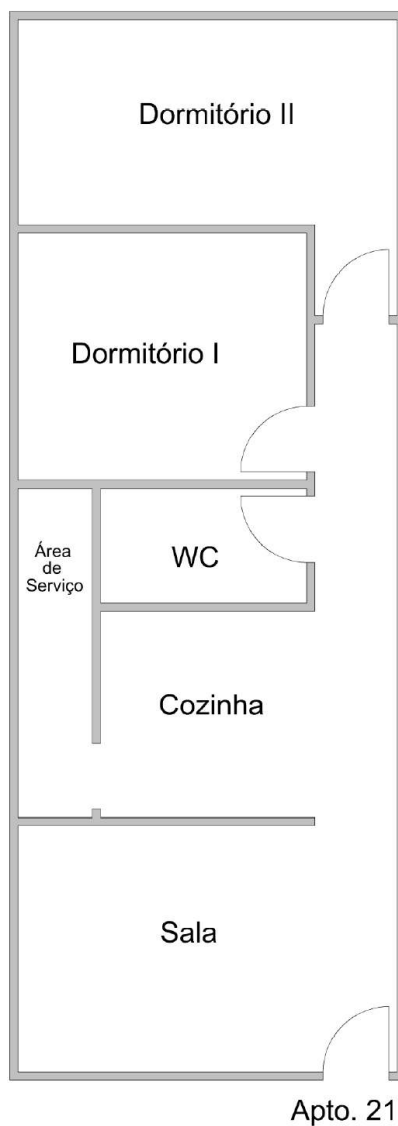 Dormitório II
Dormitório I
Área
de
Serviço
WC
Cozinha
Sala
Apto. 21